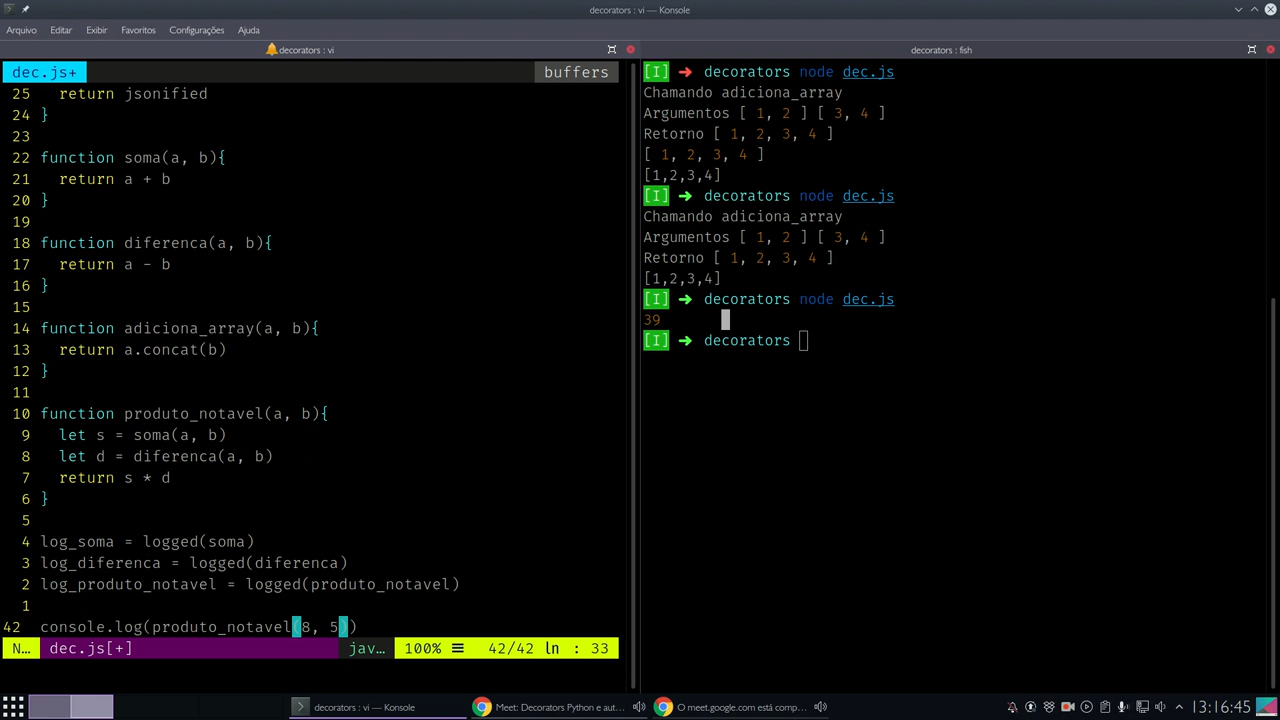 decorators : vi — Konsole
Arquivo Editar Exibir Favoritos Configurações Ajuda
decorators : vi
dec.js+ buffers
25 return jsonified
24 }
23
22 function soma(a, b){
21 return a + b
20 }
19
18 function diferenca(a, b){
17 return a - b
16 }
15
14 function adiciona_array(a, b){
13 return a.concat(b)
12 }
11
10 function produto_notavel(a, b){
9 let s = soma(a, b)
8 let d = diferenca(a, b)
7 return s * d
6 }
5
4 log_soma = logged(soma)
3 log_diferenca = logged(diferenca)
2 log_produto_notavel = logged(produto_notavel)
1
42 console.log(produto_notavel(8, 5))
N… dec.js[+] jav… 100% ☰ 42/42 ln : 33
decorators : fish
[I] ➜ decorators node dec.js
Chamando adiciona_array
Argumentos [ 1, 2 ] [ 3, 4 ]
Retorno [ 1, 2, 3, 4 ]
[ 1, 2, 3, 4 ]
[1,2,3,4]
[I] ➜ decorators node dec.js
Chamando adiciona_array
Argumentos [ 1, 2 ] [ 3, 4 ]
Retorno [ 1, 2, 3, 4 ]
[1,2,3,4]
[I] ➜ decorators node dec.js
39
[I] ➜ decorators
decorators : vi — Konsole
Meet: Decorators Python e aut…
O meet.google.com está comp…
13:16:45